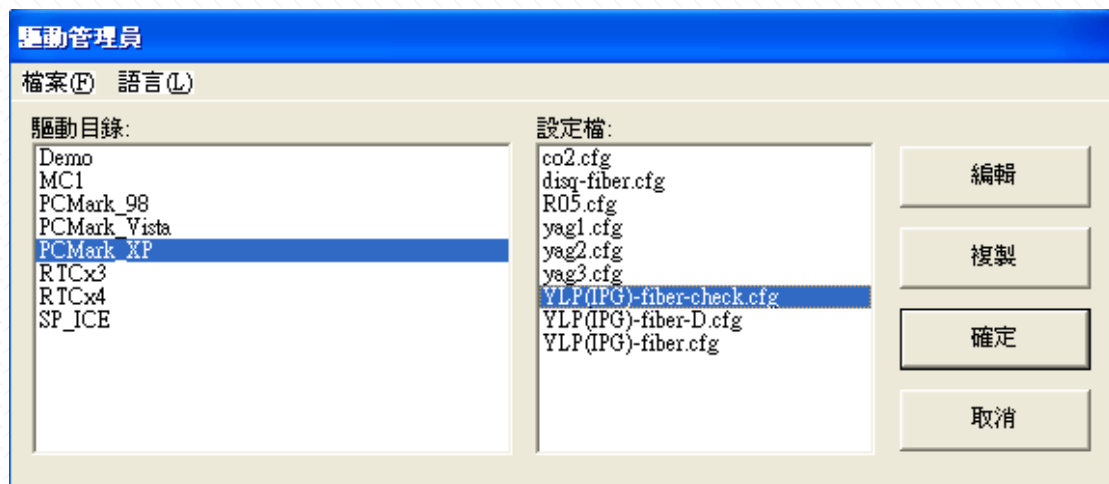 驅動管理員
檔案(F) 語言(L)
驅動目錄:
Demo
MC1
PCMark_98
PCMark_Vista
PCMark_XP
RTCx3
RTCx4
SP_ICE
設定檔:
co2.cfg
disq-fiber.cfg
R05.cfg
yag1.cfg
yag2.cfg
yag3.cfg
YLP(IPG)-fiber-check.cfg
YLP(IPG)-fiber-D.cfg
YLP(IPG)-fiber.cfg
編輯
複製
確定
取消